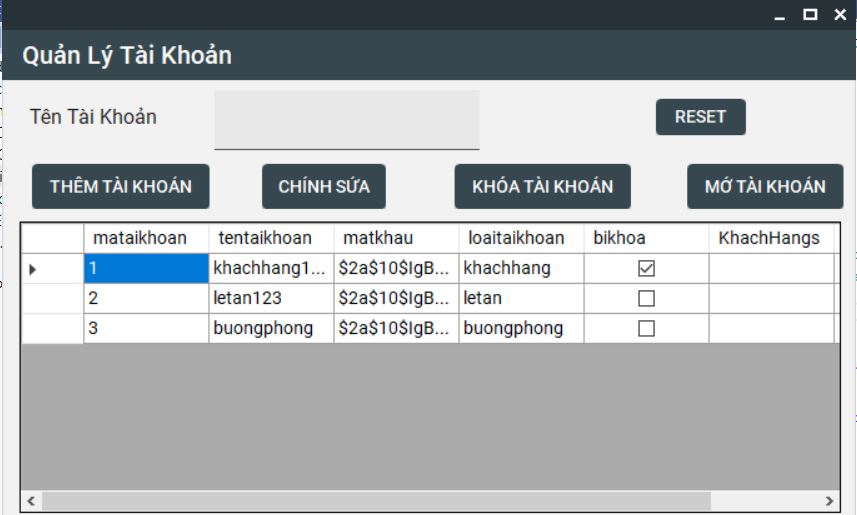 Quản Lý Tài Khoản
Tên Tài Khoản
RESET
THÊM TÀI KHOẢN CHỈNH SỬA KHÓA TÀI KHOẢN MỞ TÀI KHOẢN
mataikhoan tentaikhoan matkhau loaitaikhoan bikhoa KhachHangs
1 khachhang1... $2a$10$IgB... khachhang
2 letan123 $2a$10$IgB... letan
3 buongphong $2a$10$IgB... buongphong